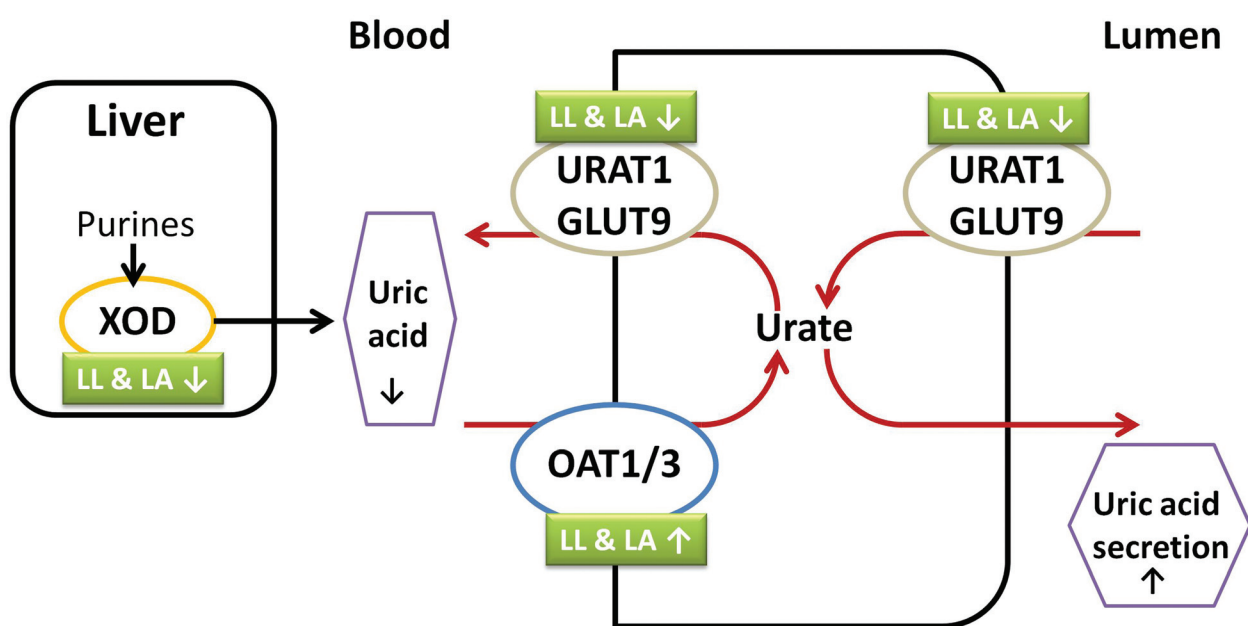 Blood
Lumen
Liver
Purines
XOD
LL & LA ↓
Uric
acid
↓
LL & LA ↓
URAT1
GLUT9
LL & LA ↓
URAT1
GLUT9
Urate
OAT1/3
LL & LA ↑
Uric acid
secretion
↑